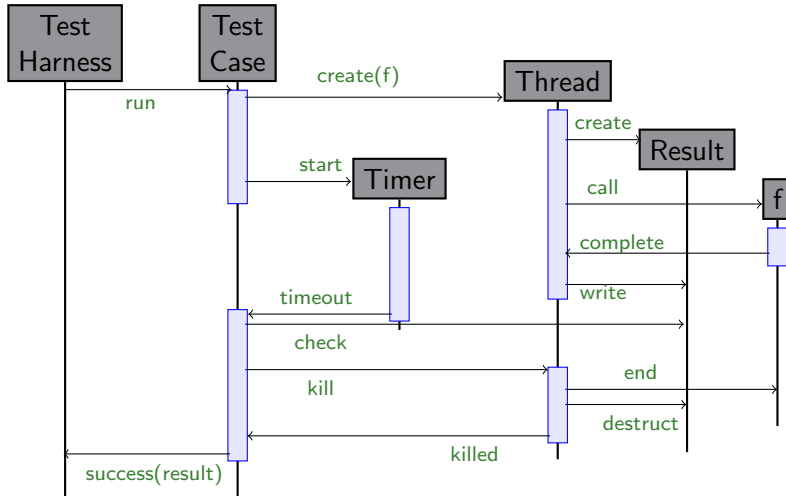 Test
Harness
Test
Case
create(f)
Thread
run
create
Result
start
Timer
call
f
complete
timeout
write
check
kill
end
destruct
killed
success(result)